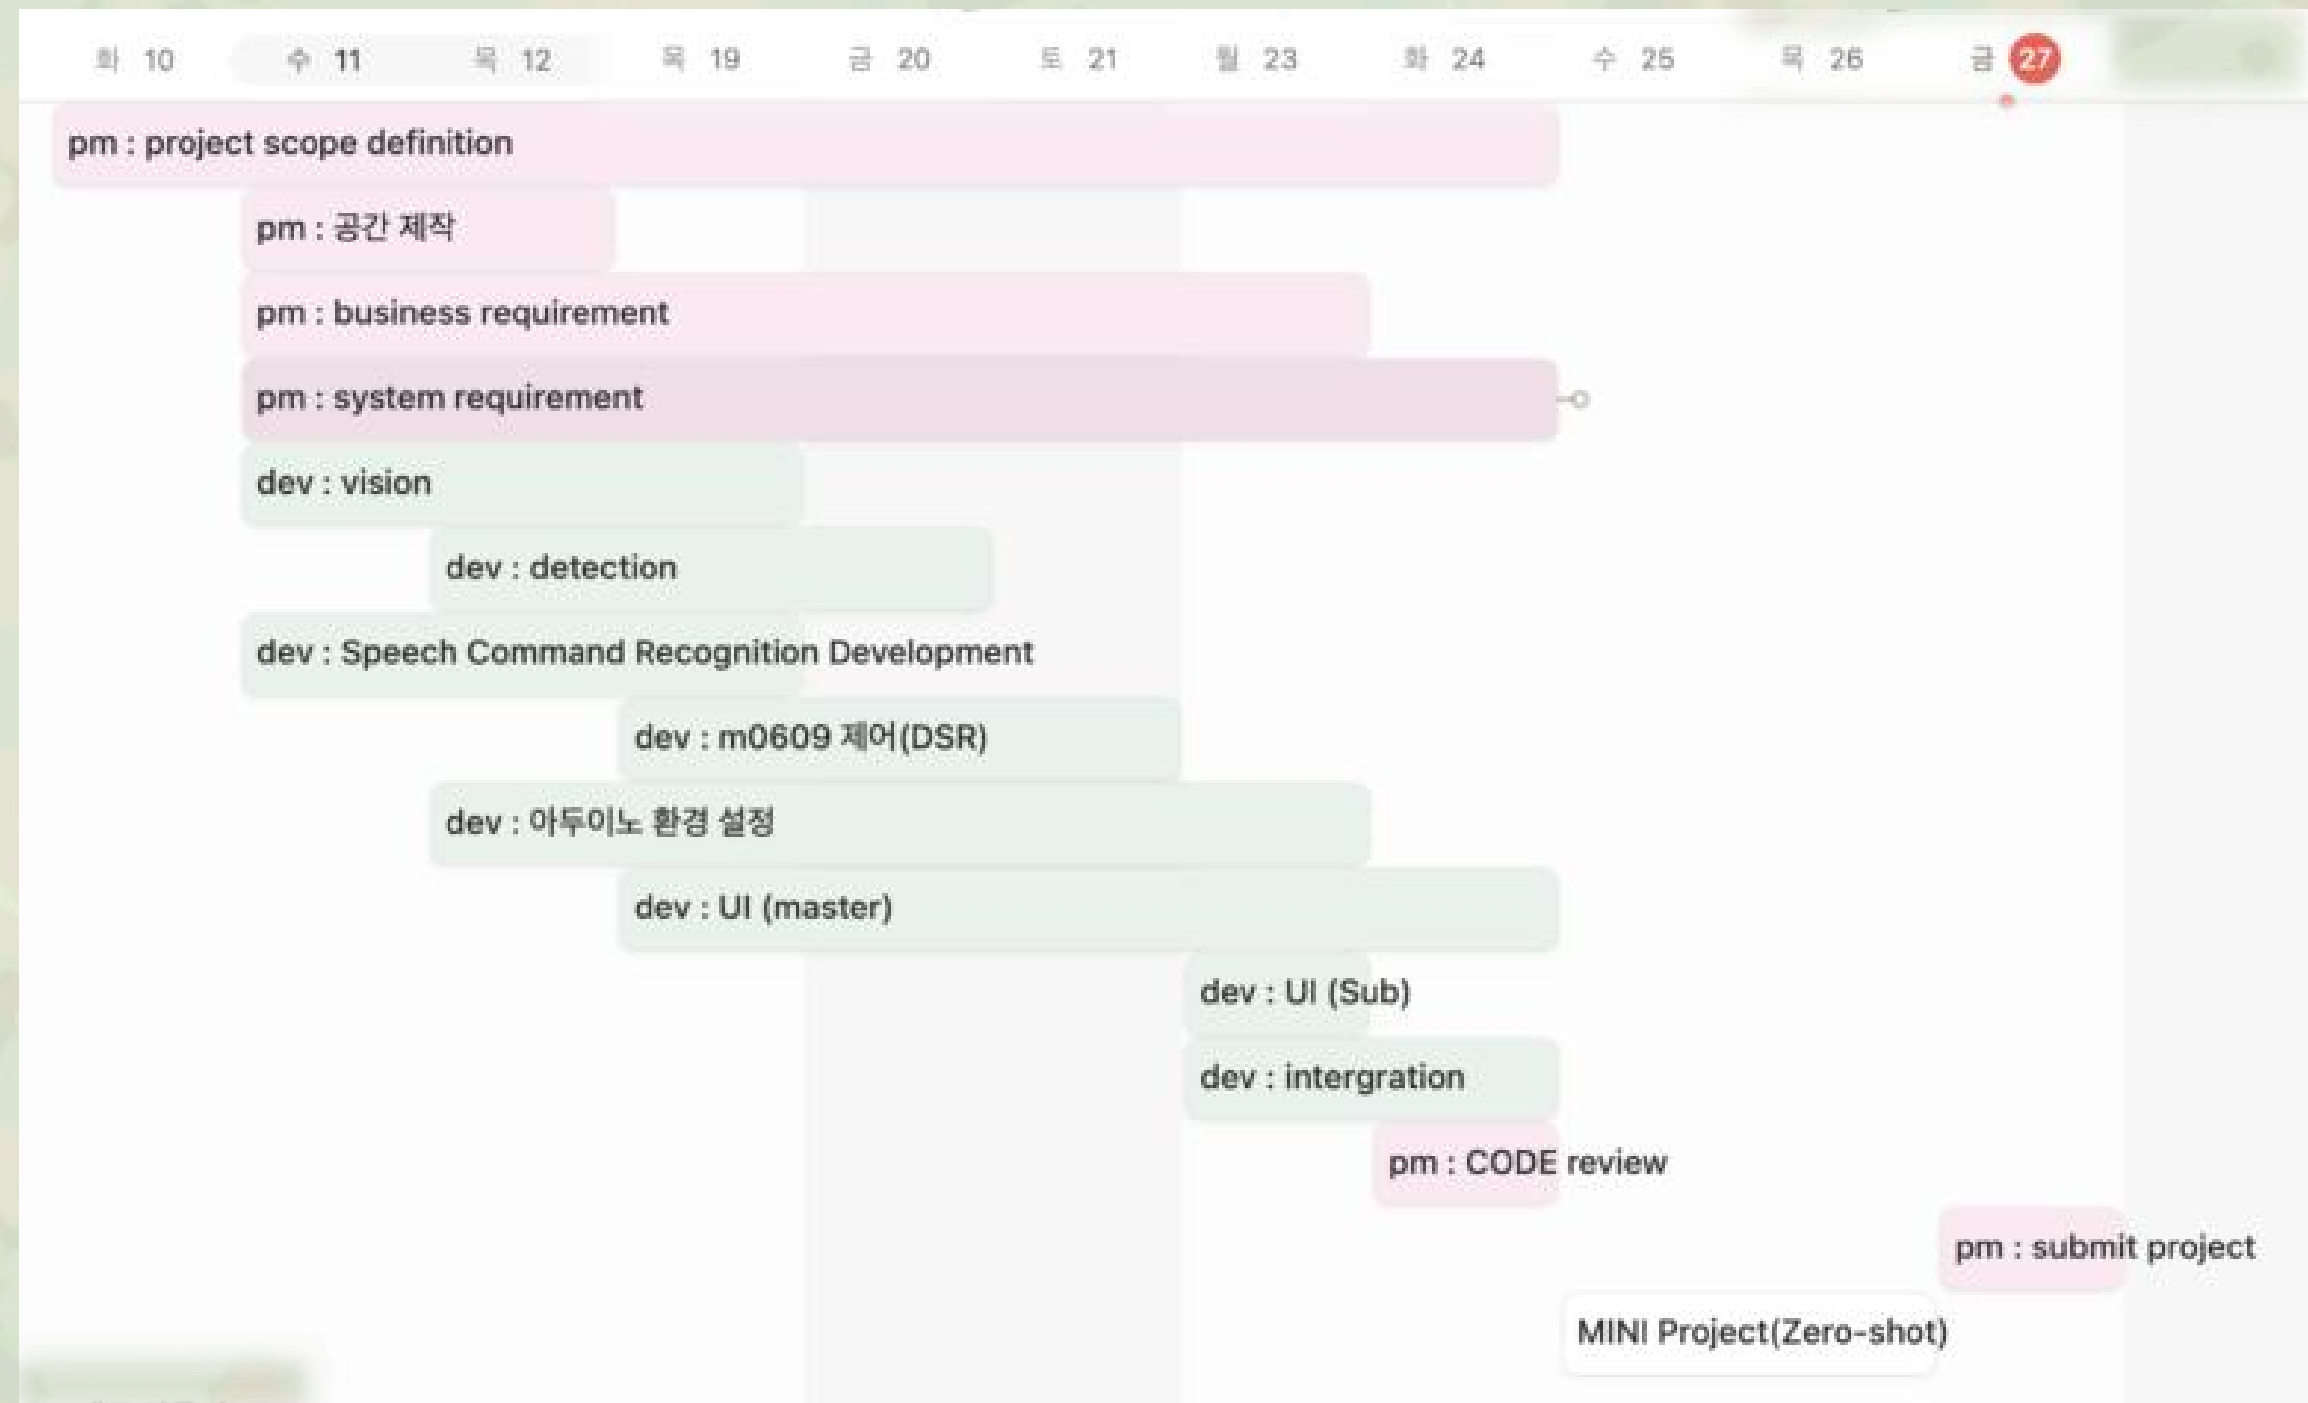 화 10 수 11 목 12 목 19 금 20 토 21 월 23 화 24 수 25 목 26 금 27
pm : project scope definition
pm : 공간 제작
pm : business requirement
pm : system requirement
dev : vision
dev : detection
dev : Speech Command Recognition Development
dev : m0609 제어(DSR)
dev : 아두이노 환경 설정
dev : UI (master)
dev : UI (Sub)
dev : intergration
pm : CODE review
pm : submit project
MINI Project(Zero-shot)